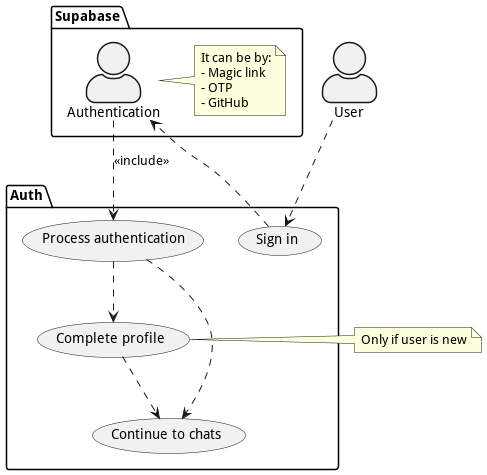 Supabase
It can be by:
- Magic link
- OTP
- GitHub
Authentication
User
«include»
Auth
Process authentication
Sign in
Complete profile
Only if user is new
Continue to chats